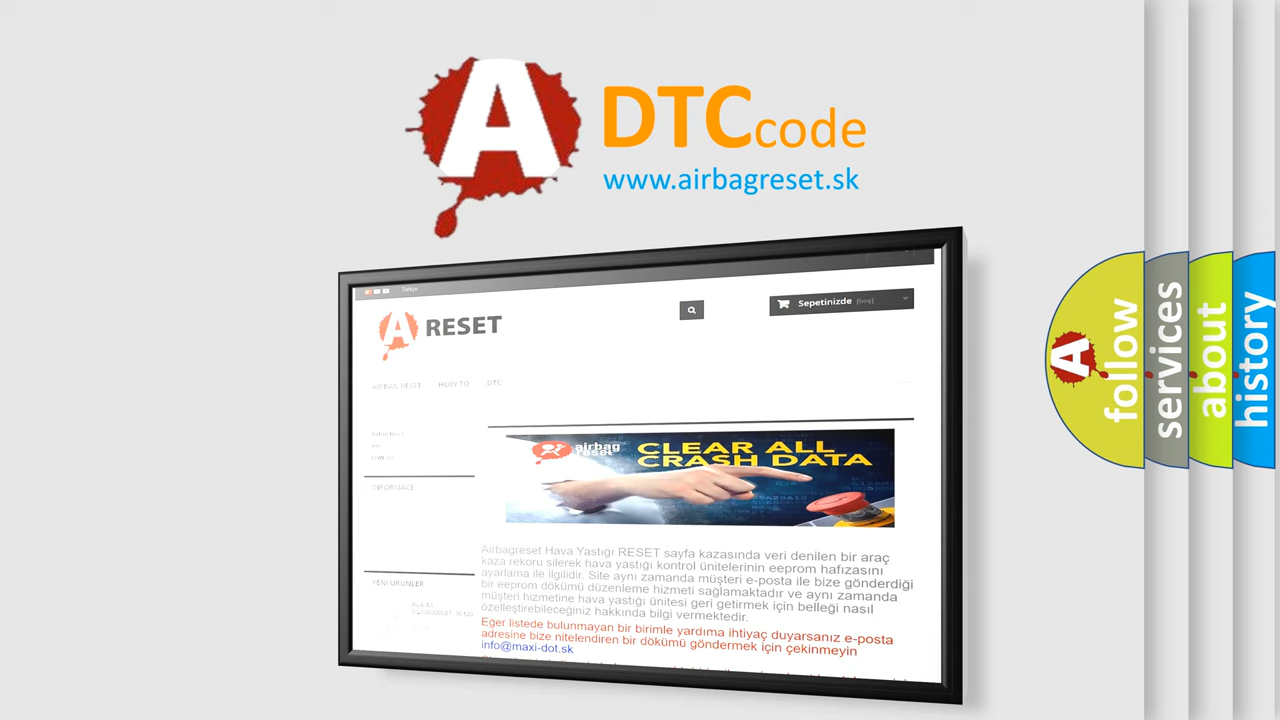 A DTC code
www.airbagreset.sk
Türkçe
A RESET
Sepetinizde [boş]
AIRBAG RESET HOW TO DTC
INFORMACE
airbag
reset
CLEAR ALL
CRASH DATA
Airbagreset Hava Yastığı RESET sayfa kazasında veri denilen bir araç
kaza rekoru silerek hava yastığı kontrol ünitelerinin eeprom hafızasını
ayarlama ile ilgilidir. Site aynı zamanda müşteri e-posta ile bize gönderdiği
bir eeprom dökümü düzenleme hizmeti sağlamaktadır ve aynı zamanda
müşteri hizmetine hava yastığı ünitesi geri getirmek için belleği nasıl
özelleştirebileceğiniz hakkında bilgi vermektedir.
Eğer listede bulunmayan bir birimle yardıma ihtiyaç duyarsanız e-posta
adresine bize nitelendiren bir dökümü göndermek için çekinmeyin
info@maxi-dot.sk
YENI ÜRÜNLER
A follow
services
about
history